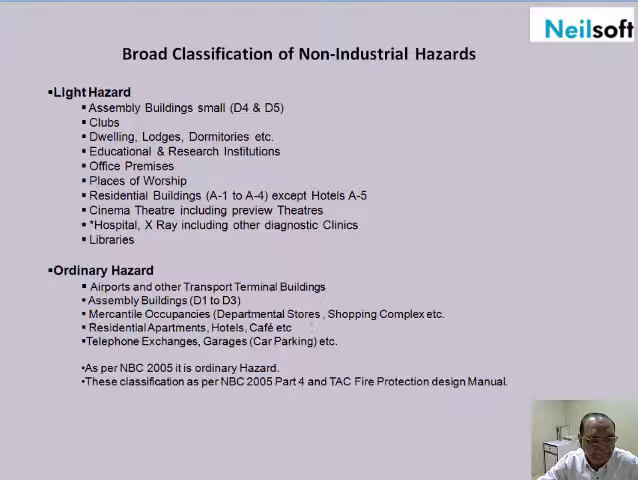 Neilsoft
Broad Classification of Non-Industrial Hazards
▪Light Hazard
▪ Assembly Buildings small (D4 & D5)
▪ Clubs
▪ Dwelling, Lodges, Dormitories etc.
▪ Educational & Research Institutions
▪ Office Premises
▪ Places of Worship
▪ Residential Buildings (A-1 to A-4) except Hotels A-5
▪ Cinema Theatre including preview Theatres
▪ *Hospital, X Ray including other diagnostic Clinics
▪ Libraries
▪Ordinary Hazard
▪ Airports and other Transport Terminal Buildings
▪ Assembly Buildings (D1 to D3)
▪ Mercantile Occupancies (Departmental Stores , Shopping Complex etc.
▪ Residential Apartments, Hotels, Café etc
▪Telephone Exchanges, Garages (Car Parking) etc.
•As per NBC 2005 it is ordinary Hazard.
•These classification as per NBC 2005 Part 4 and TAC Fire Protection design Manual.